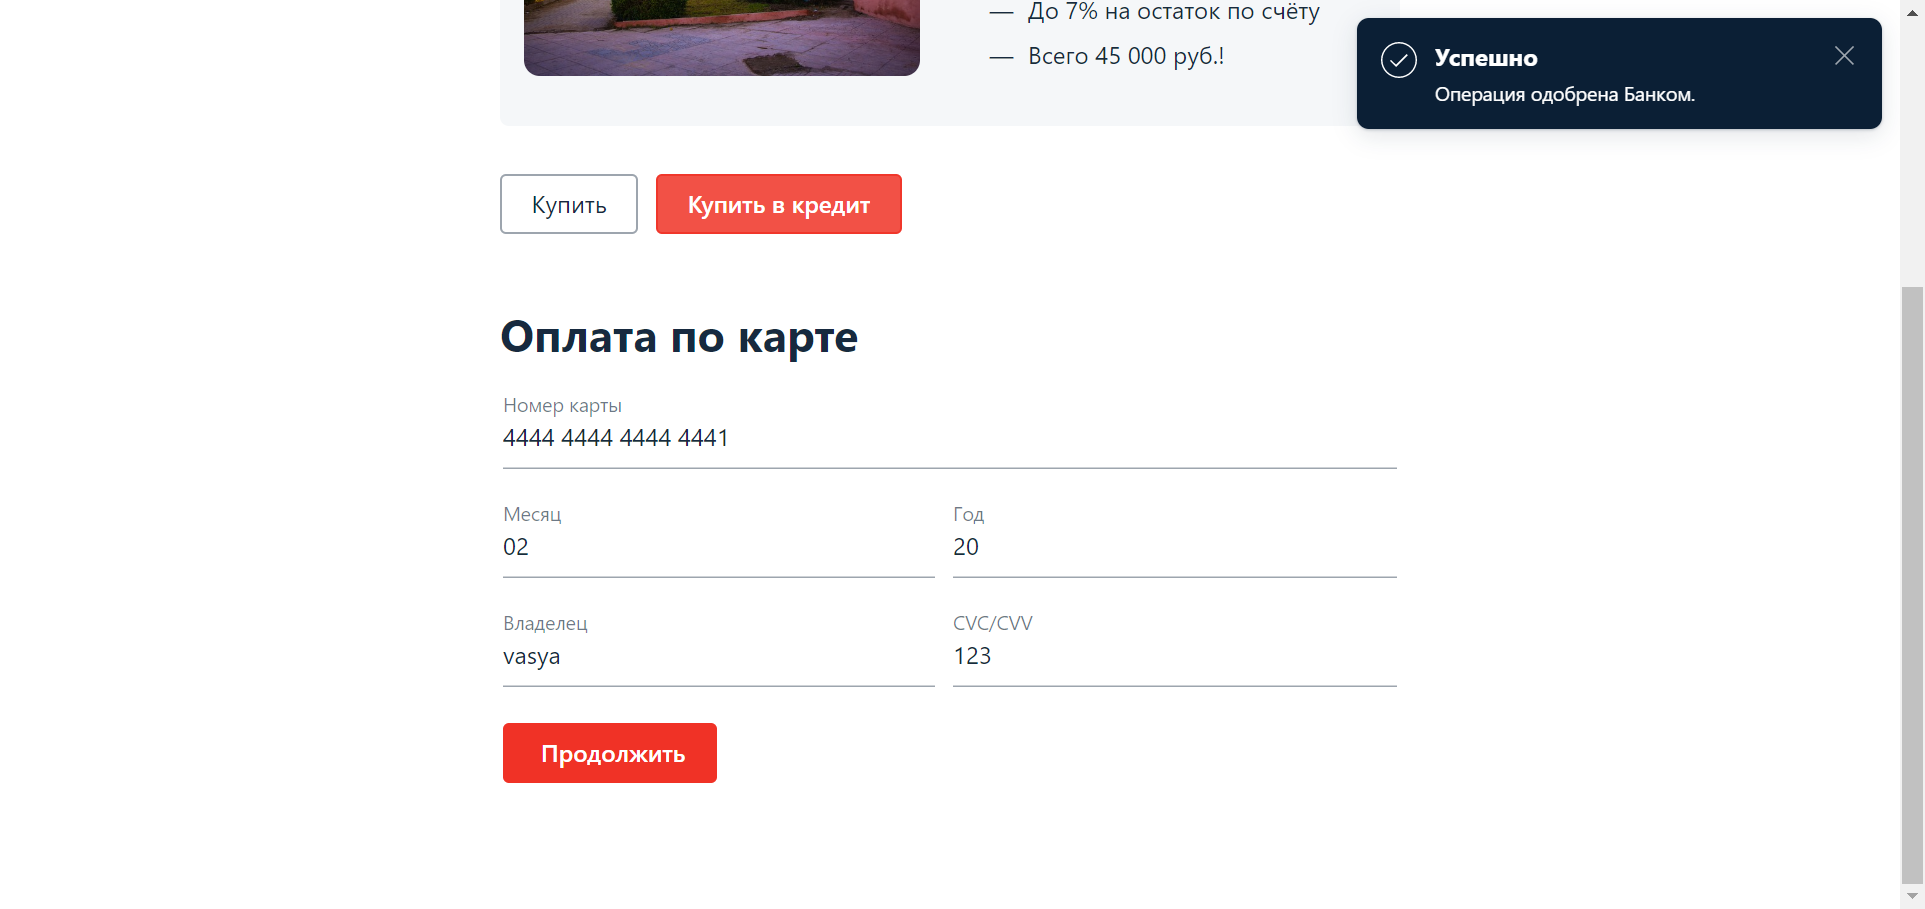 — До 7% на остаток по счёту
— Всего 45 000 руб.!
Успешно
Операция одобрена Банком.
Купить
Купить в кредит
Оплата по карте
Номер карты
4444 4444 4444 4441
Месяц
Год
02
20
Владелец
CVC/CVV
vasya
123
Продолжить